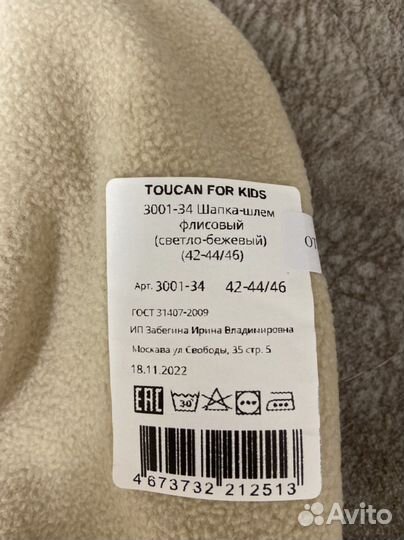 TOUCAN FOR KIDS
3001-34 Шапка-шлем
флисовый
(светло-бежевый)
(42-44/46)
Арт. 3001-34 42-44/46
ГОСТ 31407-2009
ИП Забегина Ирина Владимировна
Москава ул Свободы, 35 стр. 5
18.11.2022
EAC 30
4 673732 212513
ОТ
Avito